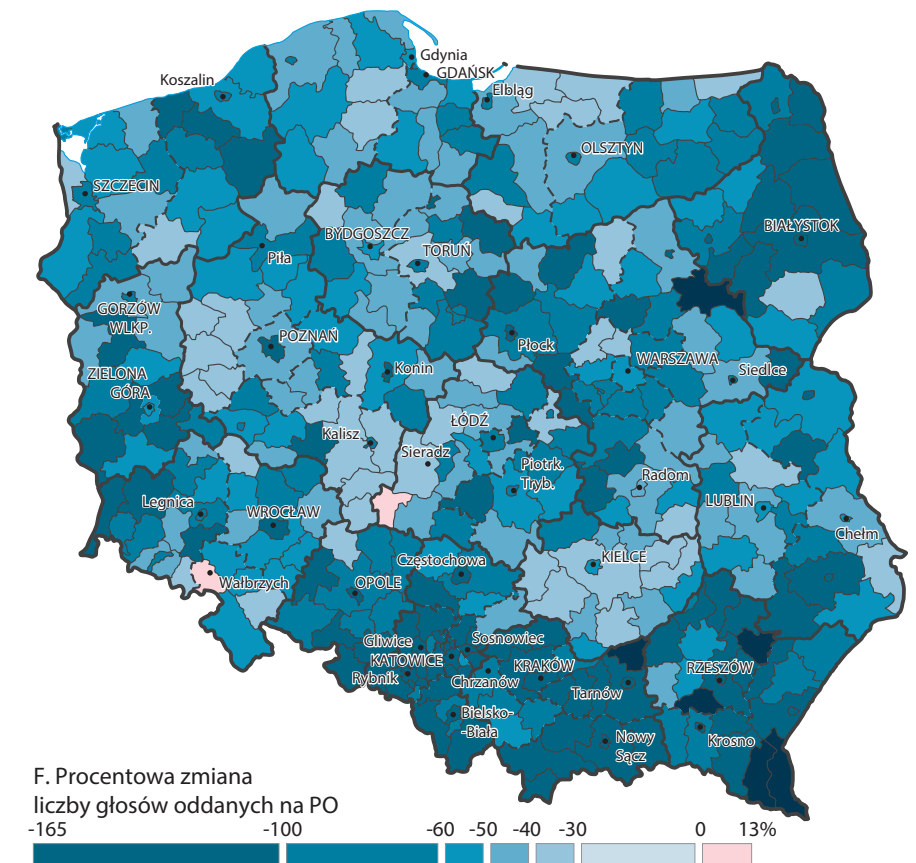 Gdynia
GDAŃSK
Koszalin
Elbląg
OLSZTYN
SZCZECIN
BIAŁYSTOK
BYDGOSZCZ
TORUŃ
Piła
GORZÓW
WLKP.
POZNAŃ
Płock
WARSZAWA
Siedlce
ZIELONA
GÓRA
Konin
ŁÓDŹ
Kalisz
Sieradz
Piotrk.
Tryb.
Radom
LUBLIN
Legnica
WROCŁAW
Chełm
Częstochowa
KIELCE
Wałbrzych
OPOLE
Gliwice
Sosnowiec
KATOWICE
KRAKÓW
RZESZÓW
Rybnik
Chrzanów
Tarnów
Bielsko-
-Biała
Nowy
Sącz
Krosno
F. Procentowa zmiana
liczby głosów oddanych na PO
-165 -100 -60 -50 -40 -30 0 13%